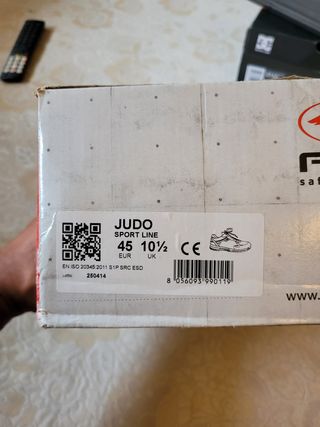 JUDO
SPORT LINE
45 10½
EUR UK
CE
EN ISO 20345:2011 S1P SRC ESD
250414
8 056093 990119
www.